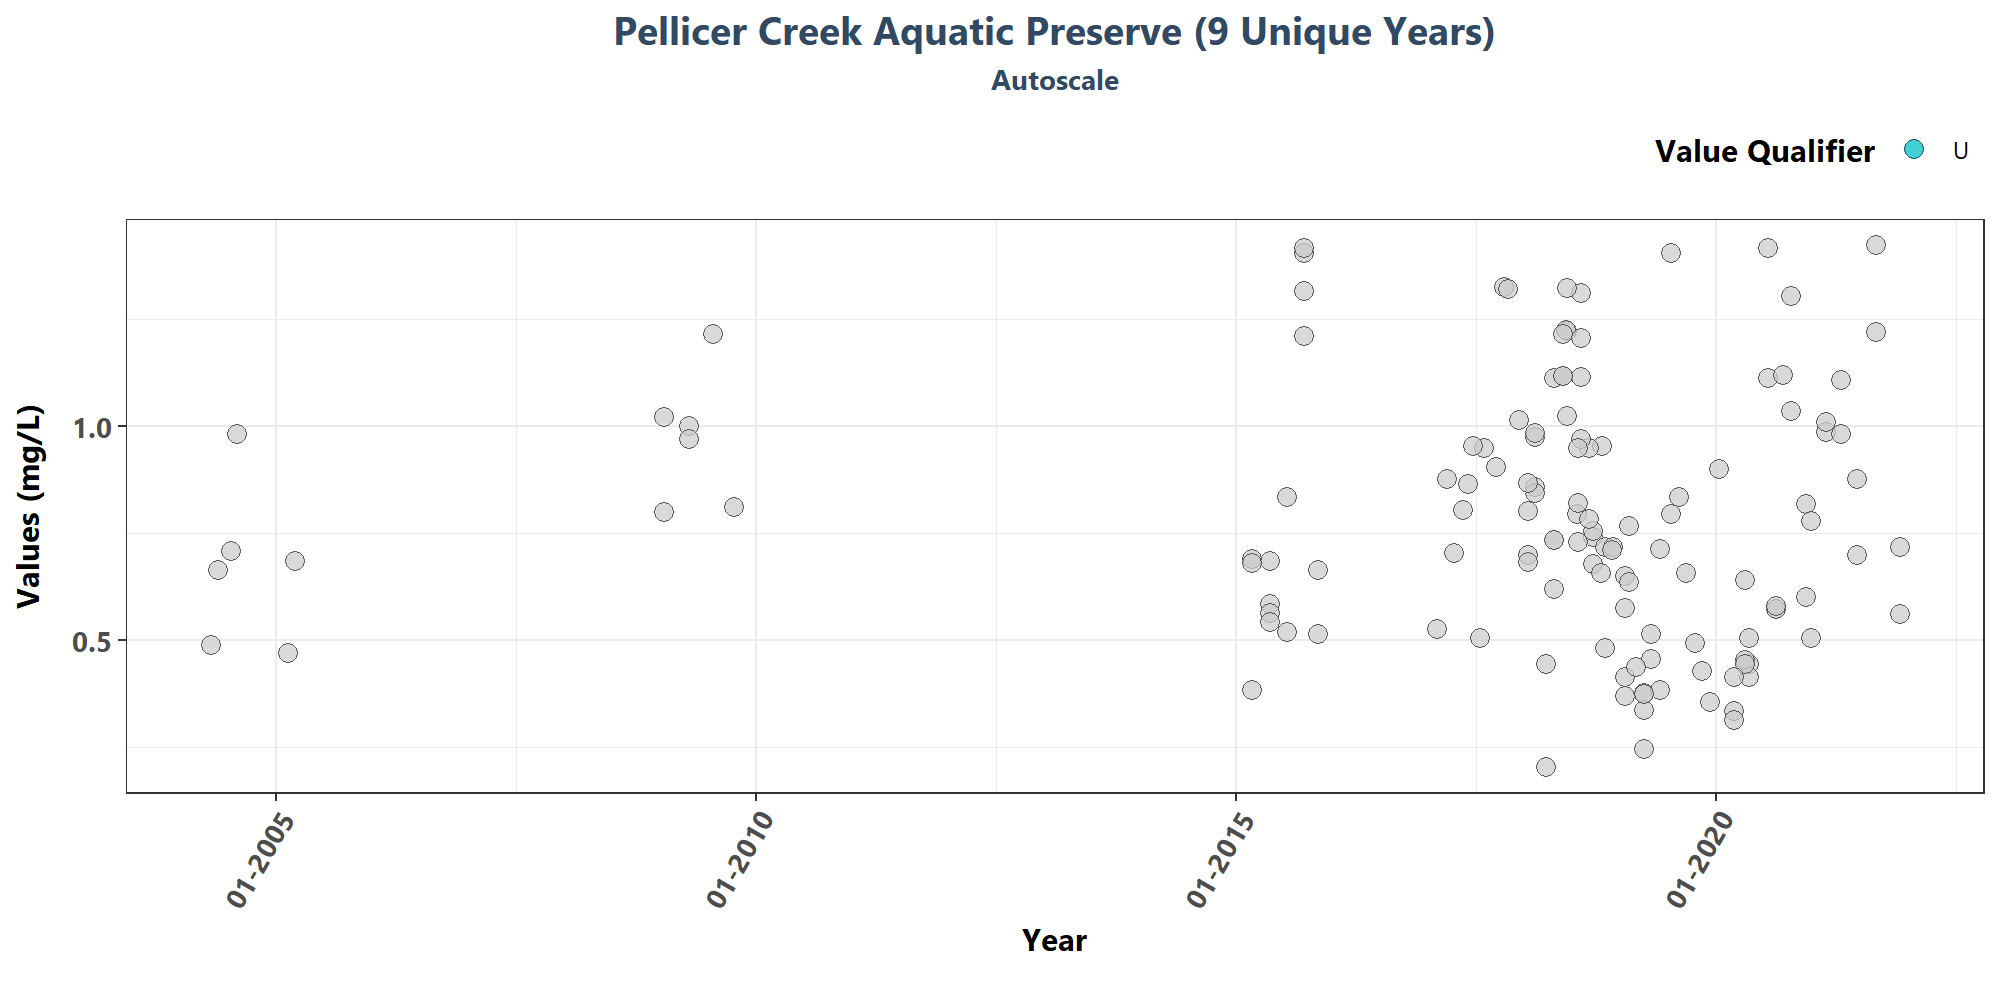 Pellicer Creek Aquatic Preserve (9 Unique Years)
Autoscale
Value Qualifier U
Values (mg/L)
1.0
0.5
01-2005 01-2010 01-2015 01-2020
Year